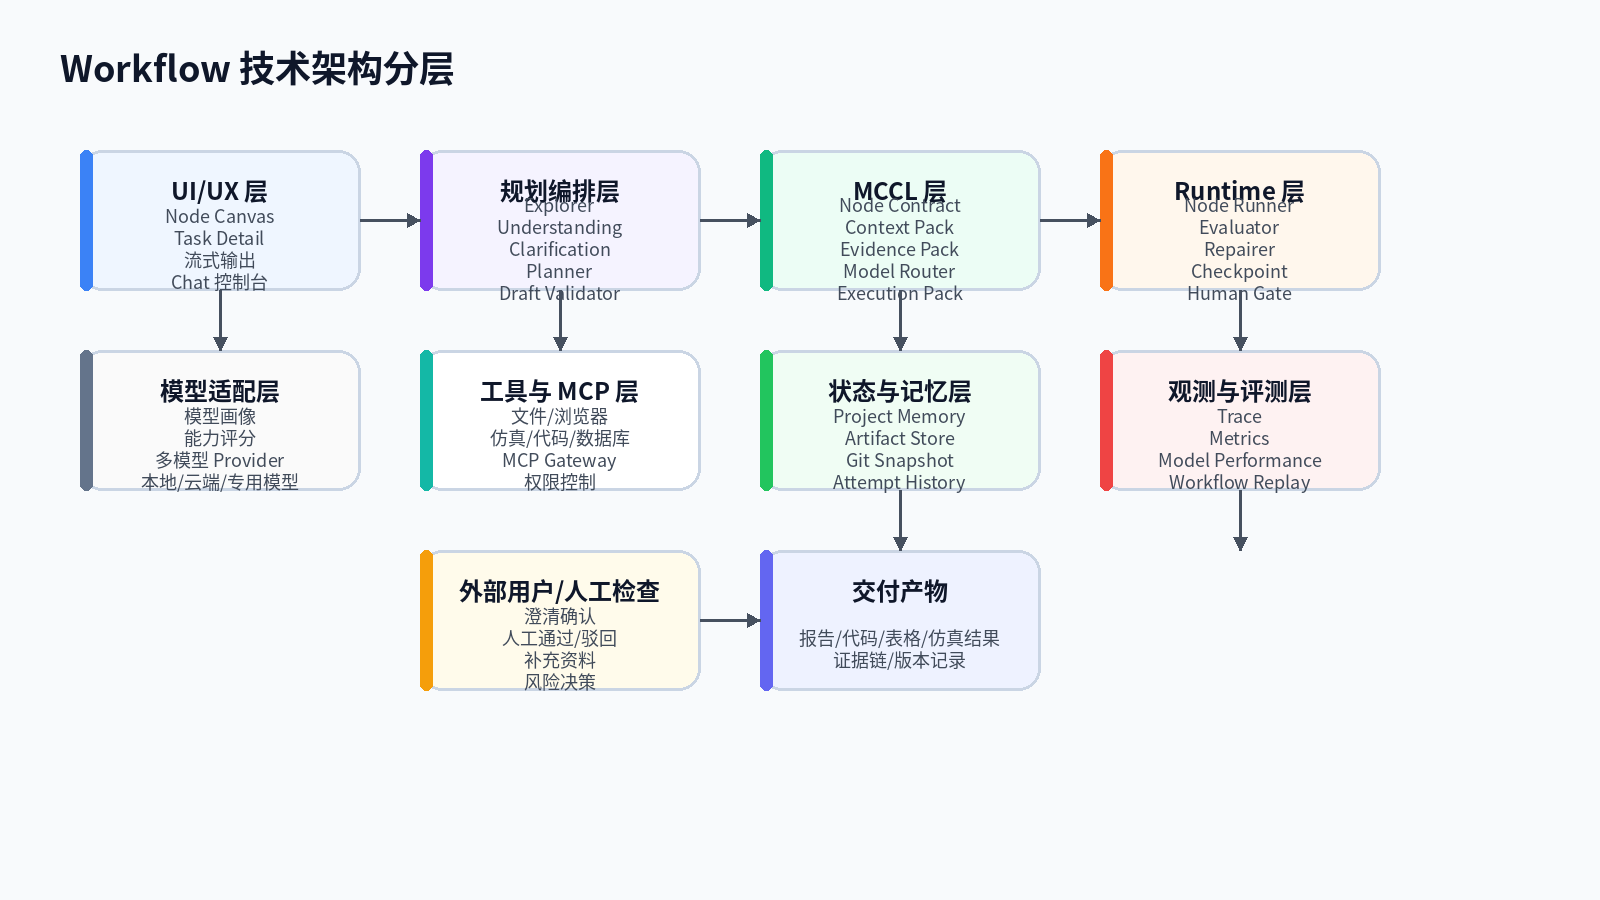 Workflow 技术架构分层
UI/UX 层
Node Canvas
Task Detail
流式输出
Chat 控制台
规划编排层
Explorer
Understanding
Clarification
Planner
Draft Validator
MCCL 层
Node Contract
Context Pack
Evidence Pack
Model Router
Execution Pack
Runtime 层
Node Runner
Evaluator
Repairer
Checkpoint
Human Gate
模型适配层
模型画像
能力评分
多模型 Provider
本地/云端/专用模型
工具与 MCP 层
文件/浏览器
仿真/代码/数据库
MCP Gateway
权限控制
状态与记忆层
Project Memory
Artifact Store
Git Snapshot
Attempt History
观测与评测层
Trace
Metrics
Model Performance
Workflow Replay
外部用户/人工检查
澄清确认
人工通过/驳回
补充资料
风险决策
交付产物
报告/代码/表格/仿真结果
证据链/版本记录